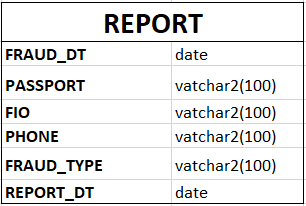 REPORT
FRAUD_DT date
PASSPORT vatchar2(100)
FIO vatchar2(100)
PHONE vatchar2(100)
FRAUD_TYPE vatchar2(100)
REPORT_DT date